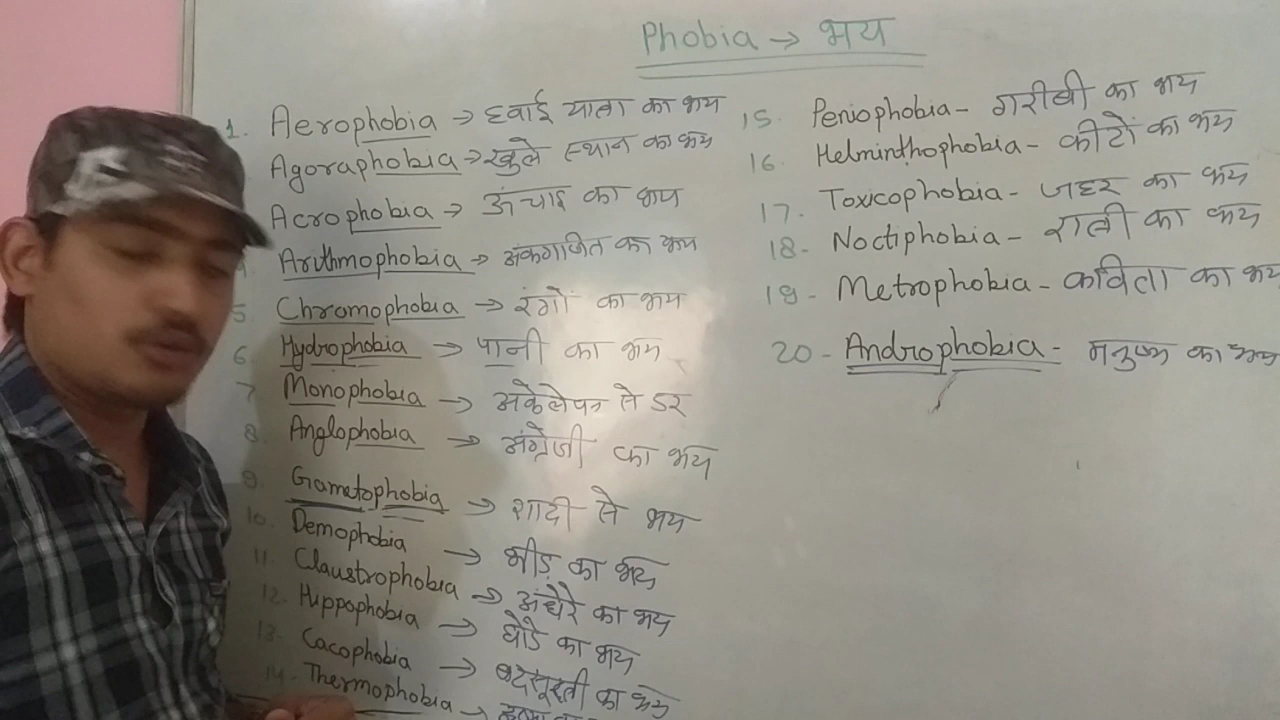 Phobia → भय
1. Aerophobia → हवाई यात्रा का भय
Agoraphobia → खुले स्थान का भय
Acrophobia → ऊंचाइ का भय
Arithmophobia → अंकगणित का भय
5 Chromophobia → रंगों का भय
6 Hydrophobia → पानी का भय
7 Monophobia → अकेलेपन से डर
8. Anglophobia → अंग्रेजी का भय
9. Gametophobia → शादी से भय
10. Demophobia → भीड़ का भय
11. Claustrophobia → अंधेरे का भय
12. Hippophobia → घोडे का भय
13. Cacophobia → बदसूरती का भय
14. Thermophobia →
15. Peniophobia - गरीबी का भय
16 Helminthophobia - कीटों का भय
17. Toxicophobia - जहर का भय
18. Noctiphobia - रात्री का भय
19 - Metrophobia - कविता का भय
20 - Androphobia - मनुष्य का भय